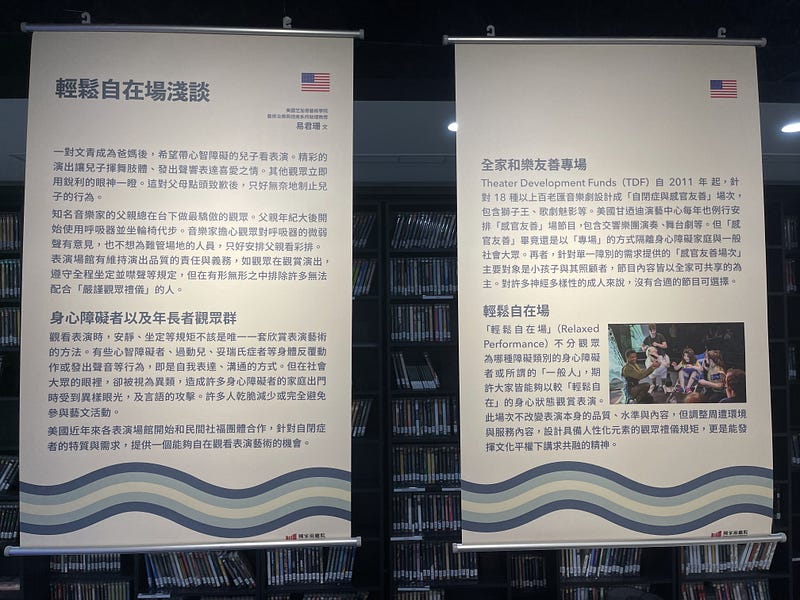 輕鬆自在場淺談
美國芝加哥藝術學院
藝術治療與諮商系所助理教授
易君珊 文
一對文青成為爸媽後，希望帶心智障礙的兒子看表演。精彩的
演出讓兒子揮舞肢體、發出聲響表達喜愛之情。其他觀眾立即
用銳利的眼神一瞪。這對父母點頭致歉後，只好無奈地制止兒
子的行為。
知名音樂家的父親總在台下做最驕傲的觀眾。父親年紀大後開
始使用呼吸器並坐輪椅代步。音樂家擔心觀眾對呼吸器的微弱
聲有意見，也不想為難管場地的人員，只好安排父親看彩排。
表演場館有維持演出品質的責任與義務，如觀眾在觀賞演出，
遵守全程坐定並噤聲等規定，但在有形無形之中排除許多無法
配合「嚴謹觀眾禮儀」的人。
身心障礙者以及年長者觀眾群
觀看表演時，安靜、坐定等規矩不該是唯一一套欣賞表演藝術
的方法。有些心智障礙者、過動兒、妥瑞氏症者等身體反覆動
作或發出聲音等行為，即是自我表達、溝通的方式。但在社會
大眾的眼裡，卻被視為異類，造成許多身心障礙者的家庭出門
時受到異樣眼光，及言語的攻擊。許多人乾脆減少或完全避免
參與藝文活動。
美國近年來各表演場館開始和民間社福團體合作，針對自閉症
者的特質與需求，提供一個能夠自在觀看表演藝術的機會。
國家兩廳院
全家和樂友善專場
Theater Development Funds（TDF）自 2011 年起，針
對 18 種以上百老匯音樂劇設計成「自閉症與感官友善」場次，
包含獅子王、歌劇魅影等。美國甘迺迪演藝中心每年也例行安
排「感官友善」場節目，包含交響樂團演奏、舞台劇等。但「感
官友善」畢竟還是以「專場」的方式隔離身心障礙家庭與一般
社會大眾。再者，針對單一障別的需求提供的「感官友善場次」
主要對象是小孩子與其照顧者，節目內容皆以全家可共享的為
主。對許多神經多樣性的成人來說，沒有合適的節目可選擇。
輕鬆自在場
「輕鬆自在場」（Relaxed
Performance）不分觀眾
為哪種障礙類別的身心障礙
者或所謂的「一般人」，期
許大家皆能夠以較「輕鬆自
在」的身心狀態觀賞表演。
此場次不改變表演本身的品質、水準與內容，但調整周遭環境
與服務內容，設計具備人性化元素的觀眾禮儀規矩，更是能發
揮文化平權下講求共融的精神。
國家兩廳院